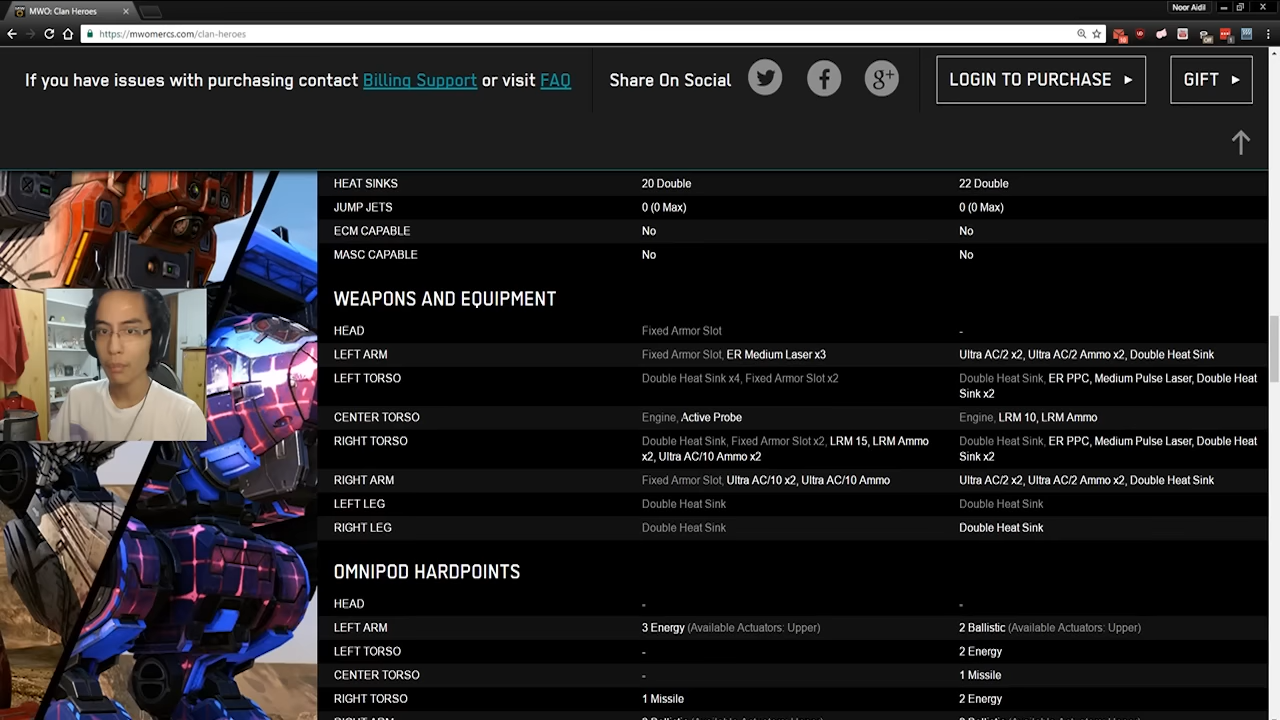 MWO: Clan Heroes
Noor Aidil
https://mwomercs.com/clan-heroes
If you have issues with purchasing contact Billing Support or visit FAQ
Share On Social
LOGIN TO PURCHASE
GIFT
HEAT SINKS 20 Double 22 Double
JUMP JETS 0 (0 Max) 0 (0 Max)
ECM CAPABLE No No
MASC CAPABLE No No
WEAPONS AND EQUIPMENT
HEAD Fixed Armor Slot -
LEFT ARM Fixed Armor Slot, ER Medium Laser x3 Ultra AC/2 x2, Ultra AC/2 Ammo x2, Double Heat Sink
LEFT TORSO Double Heat Sink x4, Fixed Armor Slot x2 Double Heat Sink, ER PPC, Medium Pulse Laser, Double Heat
Sink x2
CENTER TORSO Engine, Active Probe Engine, LRM 10, LRM Ammo
RIGHT TORSO Double Heat Sink, Fixed Armor Slot x2, LRM 15, LRM Ammo Double Heat Sink, ER PPC, Medium Pulse Laser, Double Heat
x2, Ultra AC/10 Ammo x2 Sink x2
RIGHT ARM Fixed Armor Slot, Ultra AC/10 x2, Ultra AC/10 Ammo Ultra AC/2 x2, Ultra AC/2 Ammo x2, Double Heat Sink
LEFT LEG Double Heat Sink Double Heat Sink
RIGHT LEG Double Heat Sink Double Heat Sink
OMNIPOD HARDPOINTS
HEAD - -
LEFT ARM 3 Energy (Available Actuators: Upper) 2 Ballistic (Available Actuators: Upper)
LEFT TORSO - 2 Energy
CENTER TORSO - 1 Missile
RIGHT TORSO 1 Missile 2 Energy